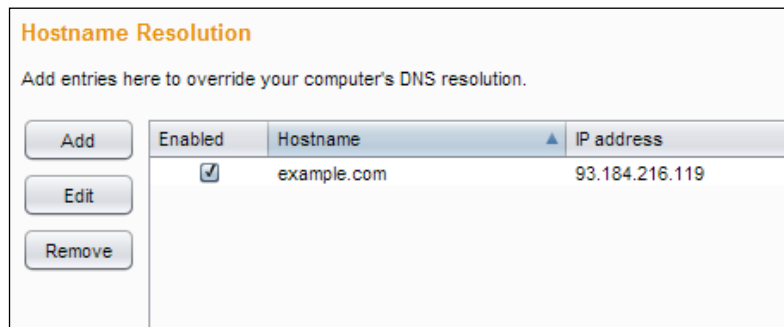 Hostname Resolution
Add entries here to override your computer's DNS resolution.
Add
Enabled Hostname IP address
example.com 93.184.216.119
Edit
Remove